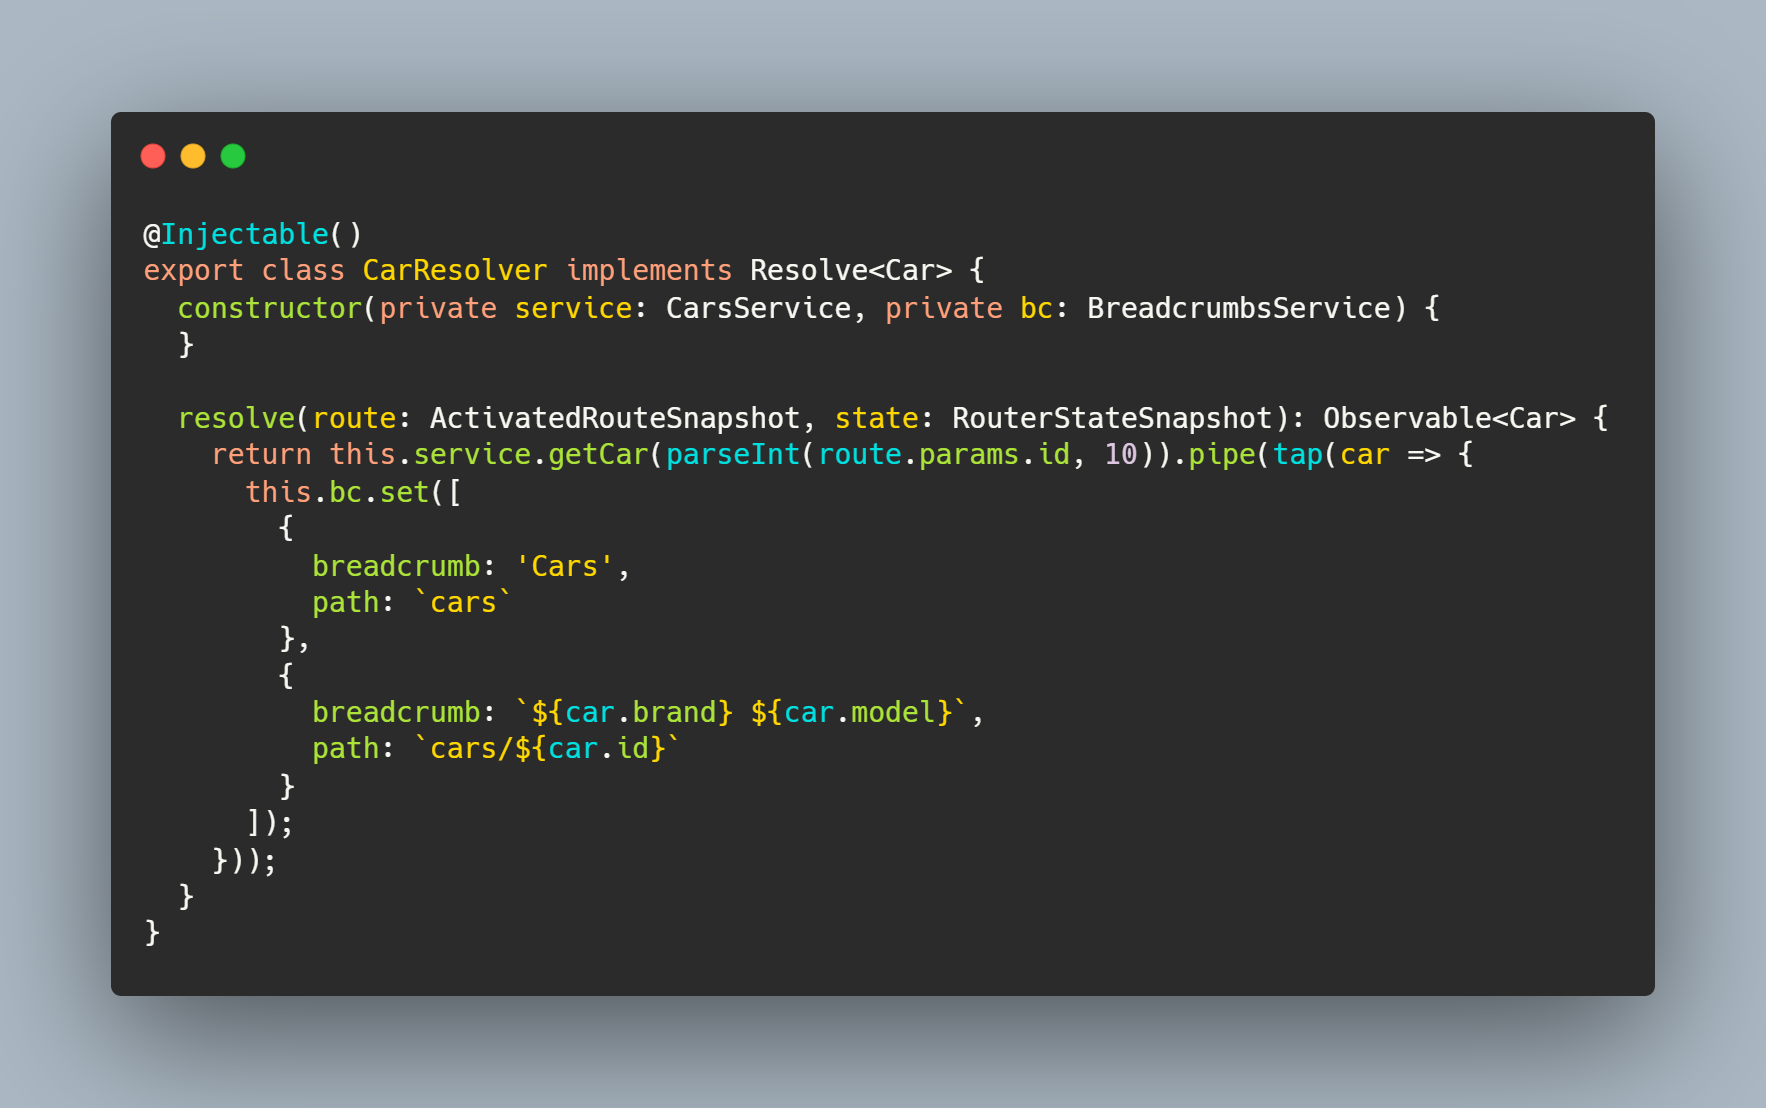 @Injectable()
export class CarResolver implements Resolve<Car> {
  constructor(private service: CarsService, private bc: BreadcrumbsService) {
  }

  resolve(route: ActivatedRouteSnapshot, state: RouterStateSnapshot): Observable<Car> {
    return this.service.getCar(parseInt(route.params.id, 10)).pipe(tap(car => {
      this.bc.set([
        {
          breadcrumb: 'Cars',
          path: `cars`
        },
        {
          breadcrumb: `${car.brand} ${car.model}`,
          path: `cars/${car.id}`
        }
      ]);
    }));
  }
}